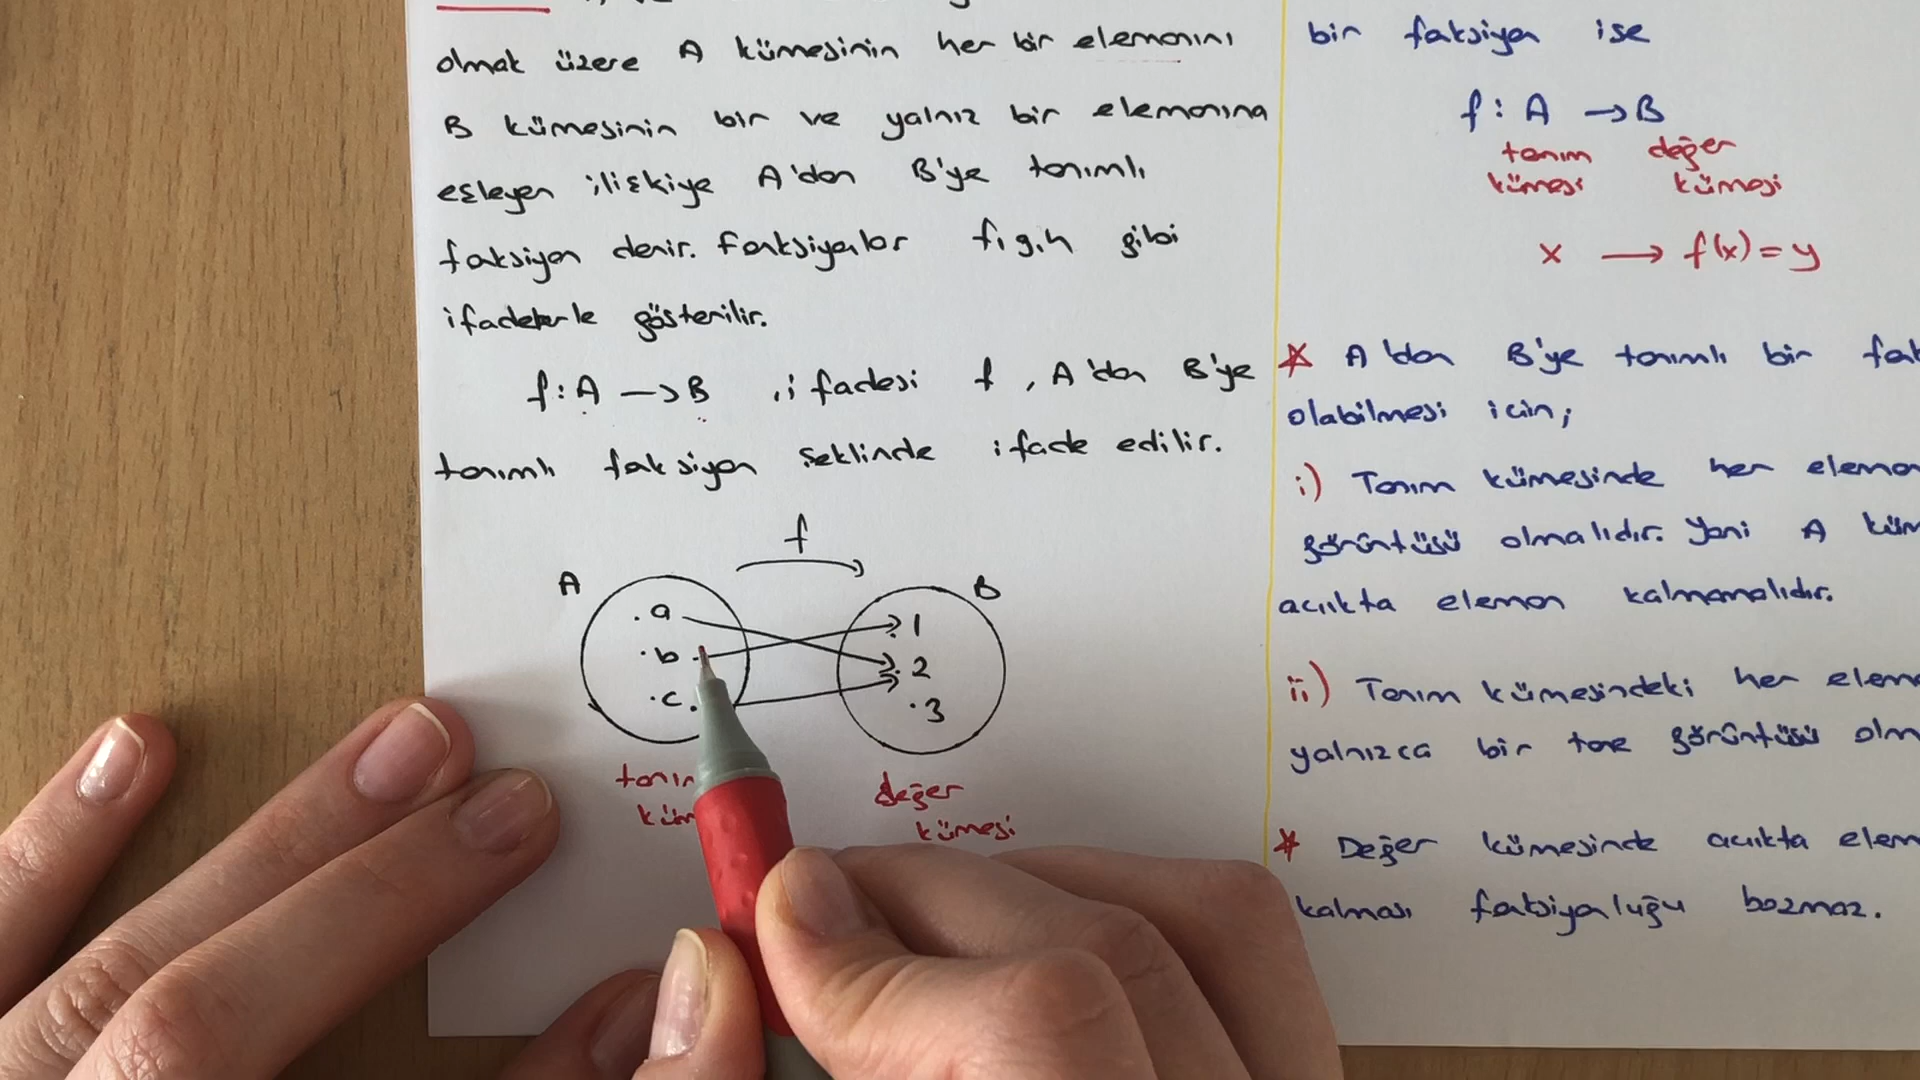 olmak üzere A kümesinin her bir elemanını
B kümesinin bir ve yalnız bir elemanına
eşleyen ilişkiye A'dan B'ye tanımlı
fonksiyon denir. Fonksiyonlar f,g,h gibi
ifadelerle gösterilir.
f: A → B , ifadesi f, A'dan B'ye
tanımlı fonksiyon şeklinde ifade edilir.
f
A B
.a
.b
.c
.1
.2
.3
değer
kümesi
bir fonksiyon ise
f: A → B
tanım değer
kümesi kümesi
x → f(x) = y
* A'dan B'ye tanımlı bir
olabilmesi için;
i) Tanım kümesinde her
görüntüsü olmalıdır. Yani A
açıkta eleman kalmamalıdır.
ii) Tanım kümesindeki her
yalnızca bir tane görüntüsü
* Değer kümesinde açıkta
kalması fonksiyonluğu bozmaz.